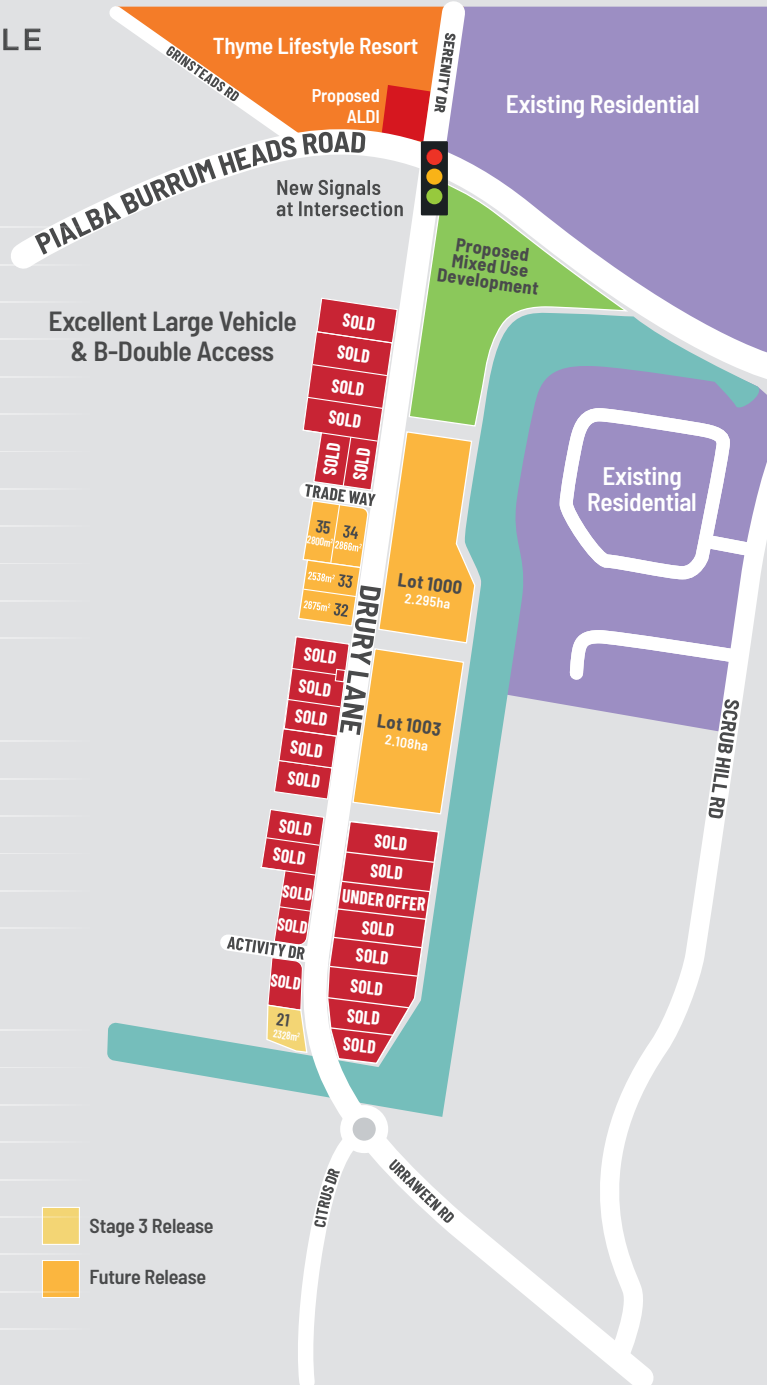 LE
Thyme Lifestyle Resort
GRINSTEADS RD
SERENITY DR
Proposed
ALDI
Existing Residential
PIALBA BURRUM HEADS ROAD
New Signals
at Intersection
Proposed
Mixed Use
Development
Excellent Large Vehicle
& B-Double Access
SOLD
SOLD
SOLD
SOLD
SOLD
SOLD
TRADE WAY
Existing
Residential
35
2800m²
34
2866m²
2538m² 33
2675m² 32
Lot 1000
2.295ha
DRURY LANE
SOLD
SOLD
SOLD
SOLD
SOLD
Lot 1003
2.108ha
SCRUB HILL RD
SOLD
SOLD
SOLD
SOLD
ACTIVITY DR
SOLD
21
2328m²
SOLD
SOLD
UNDER OFFER
SOLD
SOLD
SOLD
SOLD
SOLD
CITRUS DR
URRAWEEN RD
Stage 3 Release
Future Release